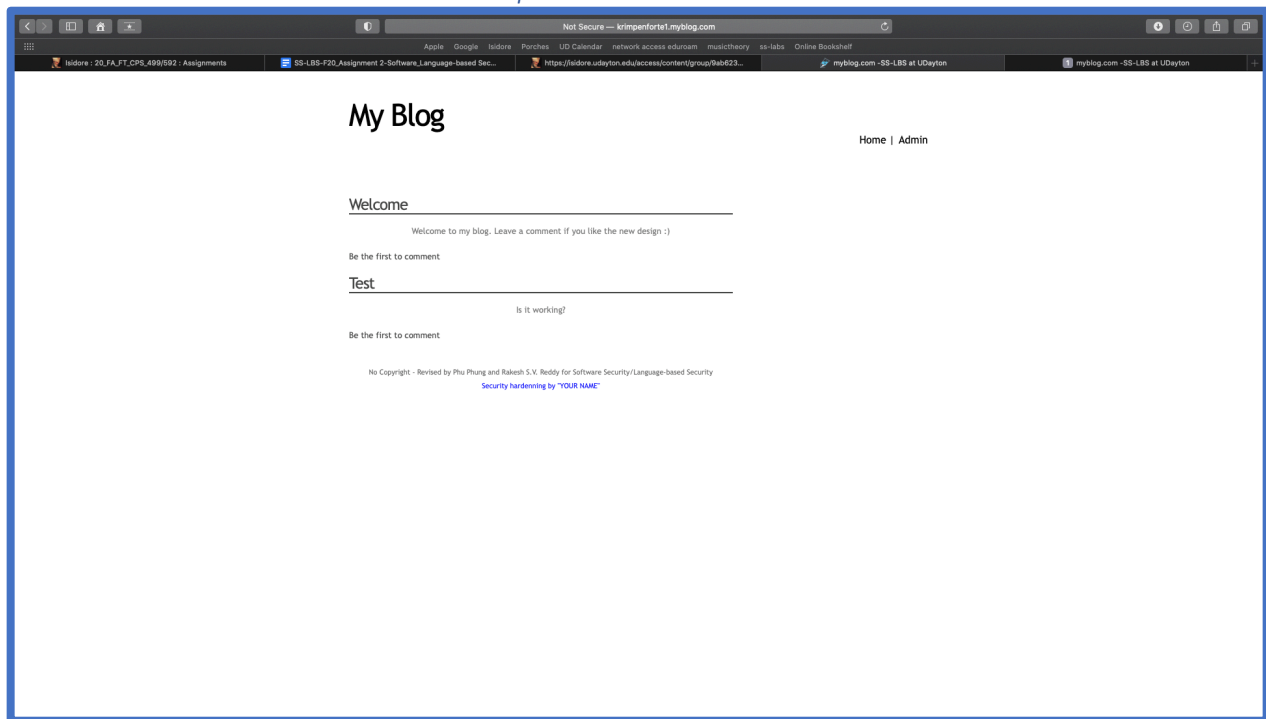 Not Secure — krimpenforte1.myblog.com
Apple Google Isidore Porches UD Calendar network access eduroam musictheory ss-labs Online Bookshelf
Isidore : 20_FA_FT_CPS_499/592 : Assignments
SS-LBS-F20_Assignment 2-Software_Language-based Sec...
https://isidore.udayton.edu/access/content/group/9ab623...
myblog.com -SS-LBS at UDayton
1 myblog.com -SS-LBS at UDayton
My Blog
Home | Admin
Welcome
Welcome to my blog. Leave a comment if you like the new design :)
Be the first to comment
Test
Is it working?
Be the first to comment
No Copyright - Revised by Phu Phung and Rakesh S.V. Reddy for Software Security/Language-based Security
Security hardenning by "YOUR NAME"